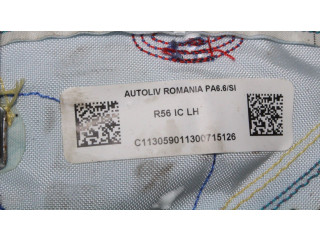 AUTOLIV ROMANIA PA6.6/SI
R56 IC LH
C113059011300715126